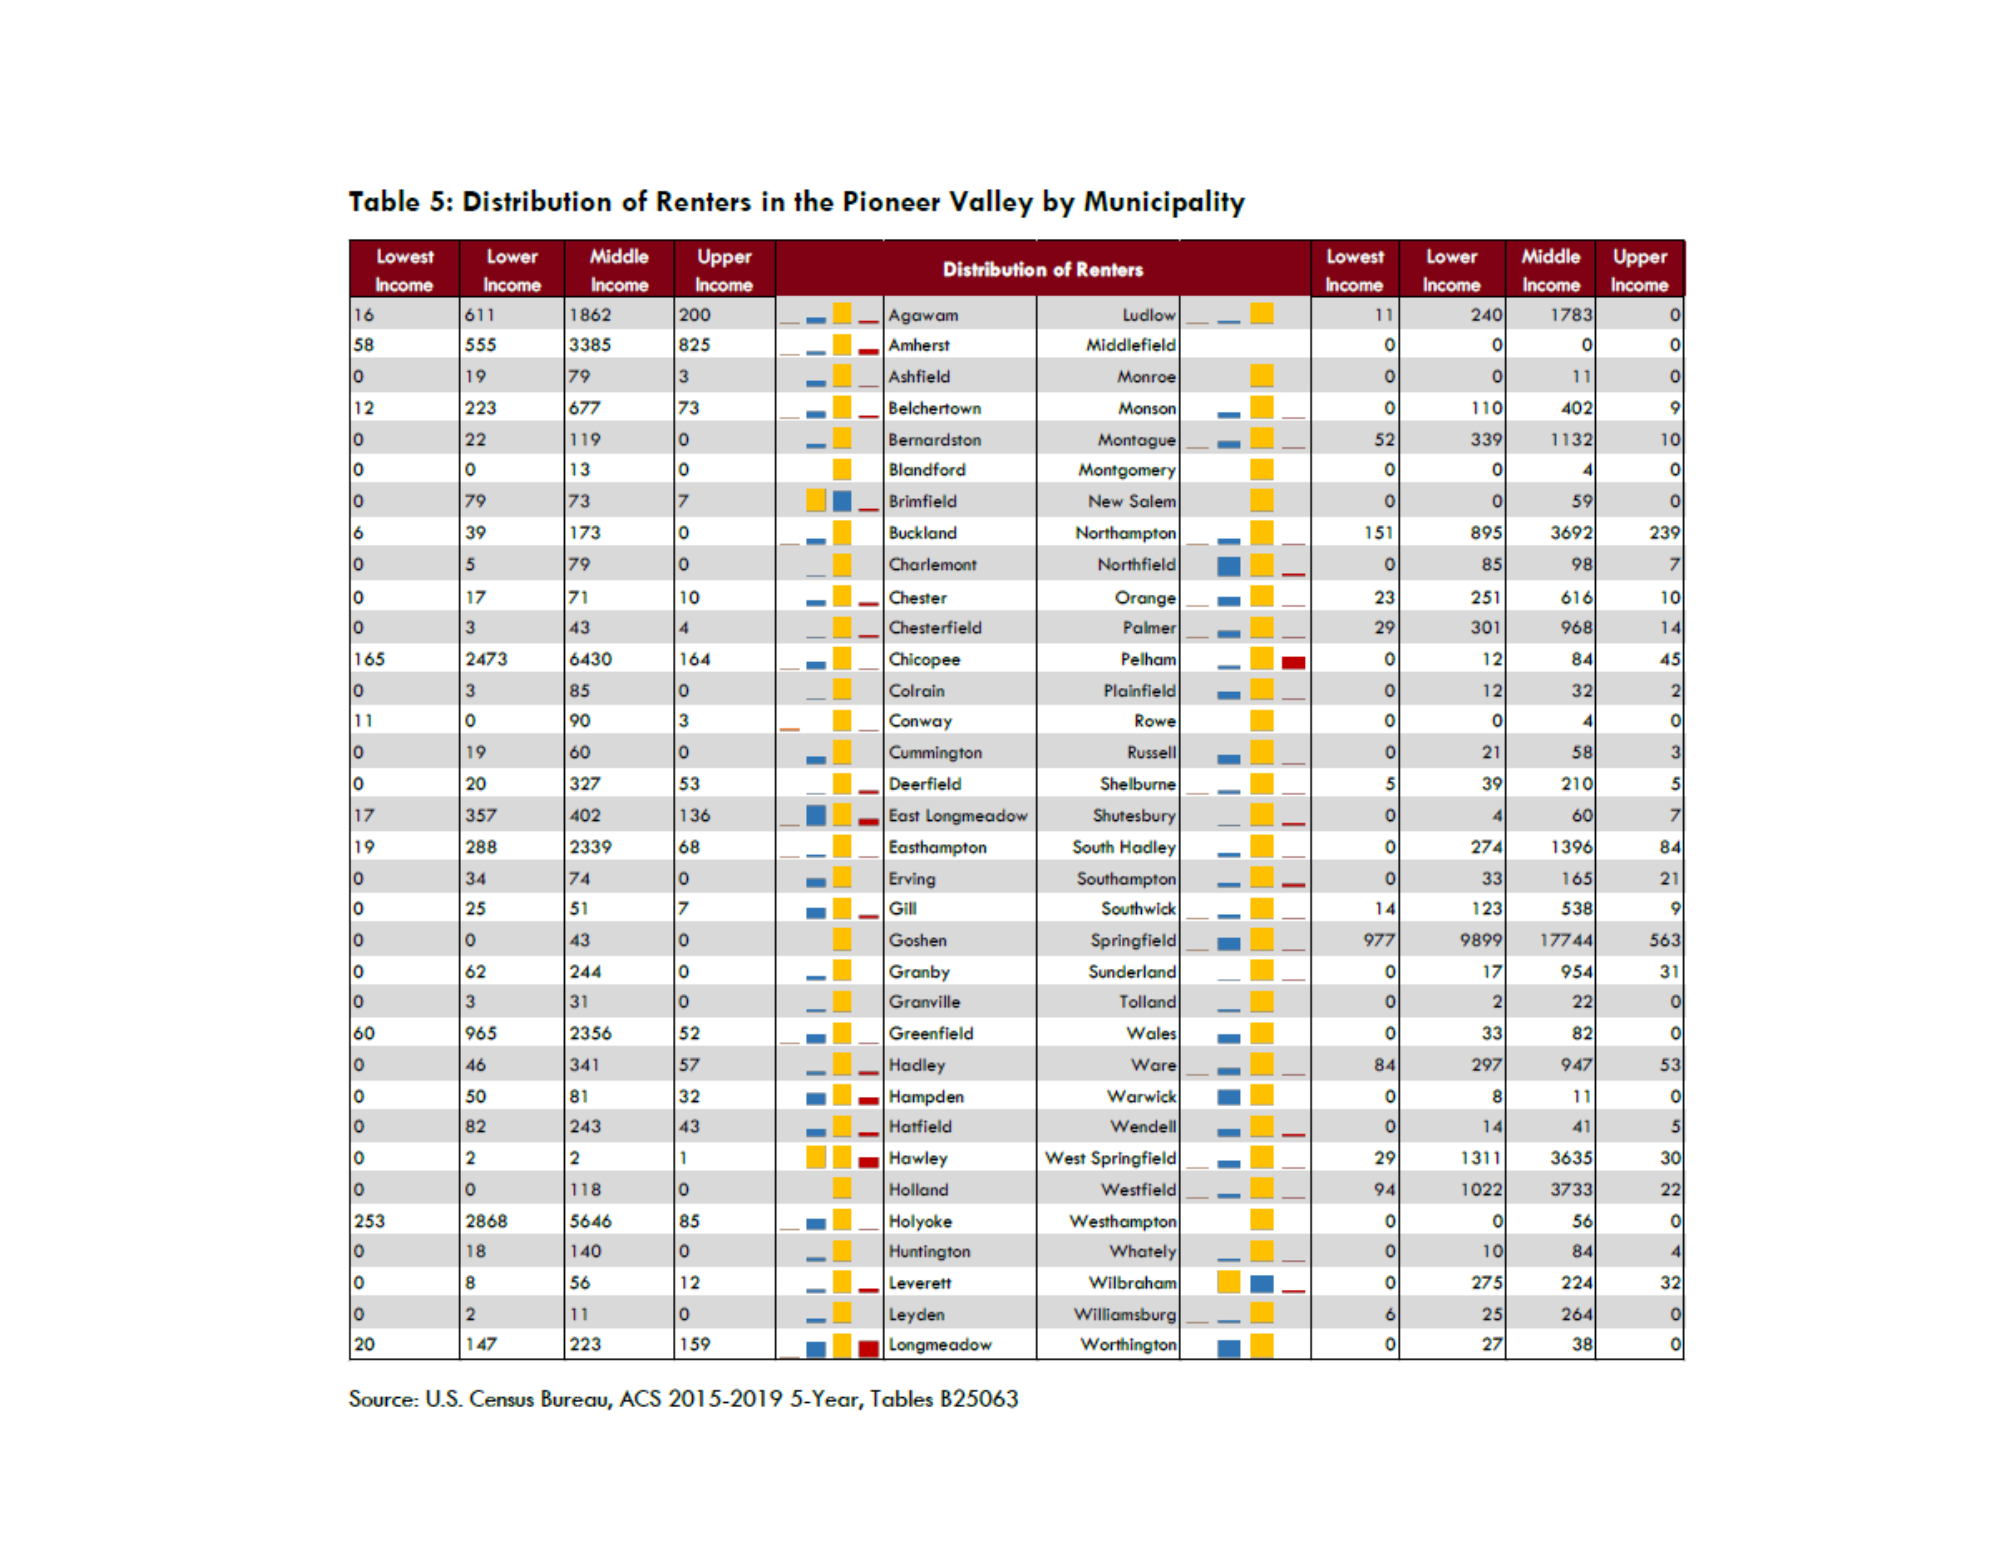 Table 5: Distribution of Renters in the Pioneer Valley by Municipality
Lowest Income Lower Income Middle Income Upper Income Distribution of Renters Lowest Income Lower Income Middle Income Upper Income
16 611 1862 200 Agawam Ludlow 11 240 1783 0
58 555 3385 825 Amherst Middlefield 0 0 0 0
0 19 79 3 Ashfield Monroe 0 0 11 0
12 223 677 73 Belchertown Monson 0 110 402 9
0 22 119 0 Bernardston Montague 52 339 1132 10
0 0 13 0 Blandford Montgomery 0 0 4 0
0 79 73 7 Brimfield New Salem 0 0 59 0
6 39 173 0 Buckland Northampton 151 895 3692 239
0 5 79 0 Charlemont Northfield 0 85 98 7
0 17 71 10 Chester Orange 23 251 616 10
0 3 43 4 Chesterfield Palmer 29 301 968 14
165 2473 6430 164 Chicopee Pelham 0 12 84 45
0 3 85 0 Colrain Plainfield 0 12 32 2
11 0 90 3 Conway Rowe 0 0 4 0
0 19 60 0 Cummington Russell 0 21 58 3
0 20 327 53 Deerfield Shelburne 5 39 210 5
17 357 402 136 East Longmeadow Shutesbury 0 4 60 7
19 288 2339 68 Easthampton South Hadley 0 274 1396 84
0 34 74 0 Erving Southampton 0 33 165 21
0 25 51 7 Gill Southwick 14 123 538 9
0 0 43 0 Goshen Springfield 977 9899 17744 563
0 62 244 0 Granby Sunderland 0 17 954 31
0 3 31 0 Granville Tolland 0 2 22 0
60 965 2356 52 Greenfield Wales 0 33 82 0
0 46 341 57 Hadley Ware 84 297 947 53
0 50 81 32 Hampden Warwick 0 8 11 0
0 82 243 43 Hatfield Wendell 0 14 41 5
0 2 2 1 Hawley West Springfield 29 1311 3635 30
0 0 118 0 Holland Westfield 94 1022 3733 22
253 2868 5646 85 Holyoke Westhampton 0 0 56 0
0 18 140 0 Huntington Whately 0 10 84 4
0 8 56 12 Leverett Wilbraham 0 275 224 32
0 2 11 0 Leyden Williamsburg 6 25 264 0
20 147 223 159 Longmeadow Worthington 0 27 38 0
Source: U.S. Census Bureau, ACS 2015-2019 5-Year, Tables B25063